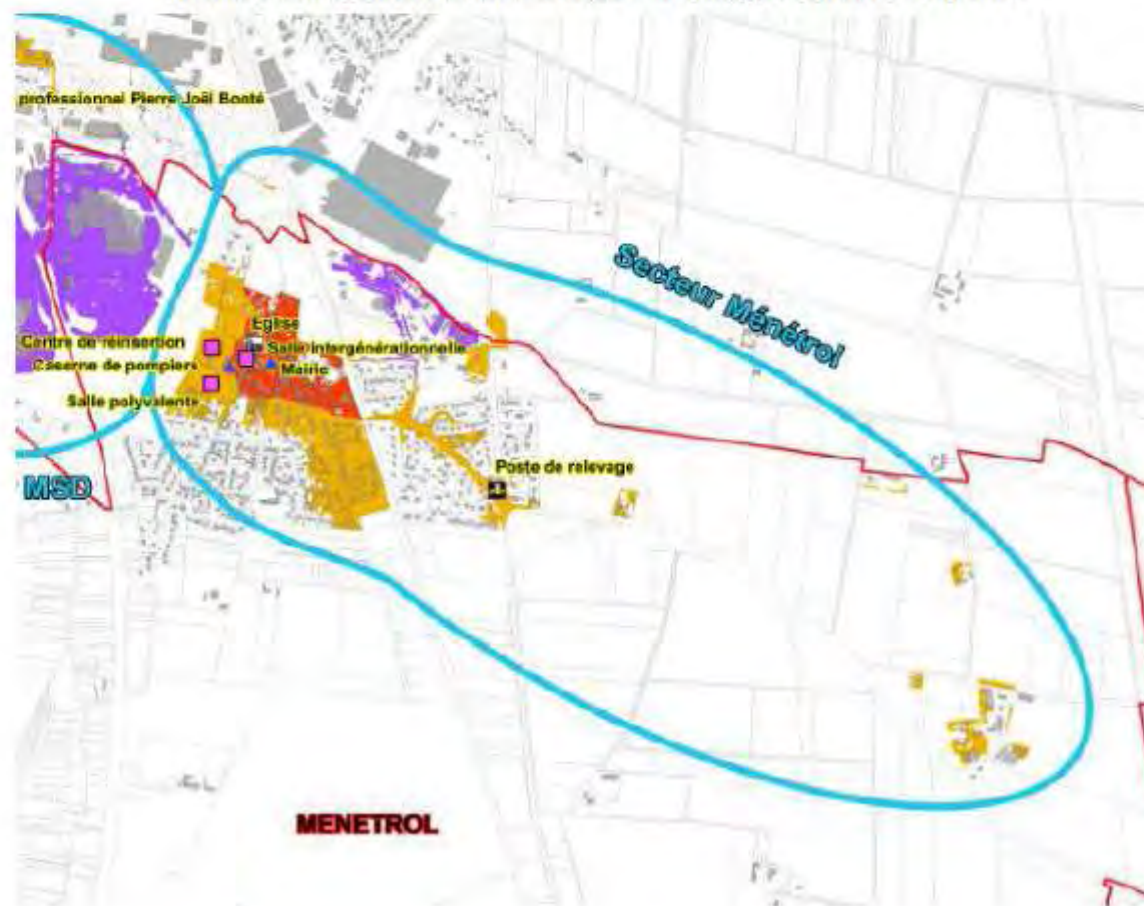 professionnel Pierre Joël Bonté
Secteur Ménétrol
Eglise
Centre de réinsertion
Salle intergénérationnelle
Caserne de pompiers
Mairie
Salle polyvalente
Poste de relevage
MSD
MENETROL